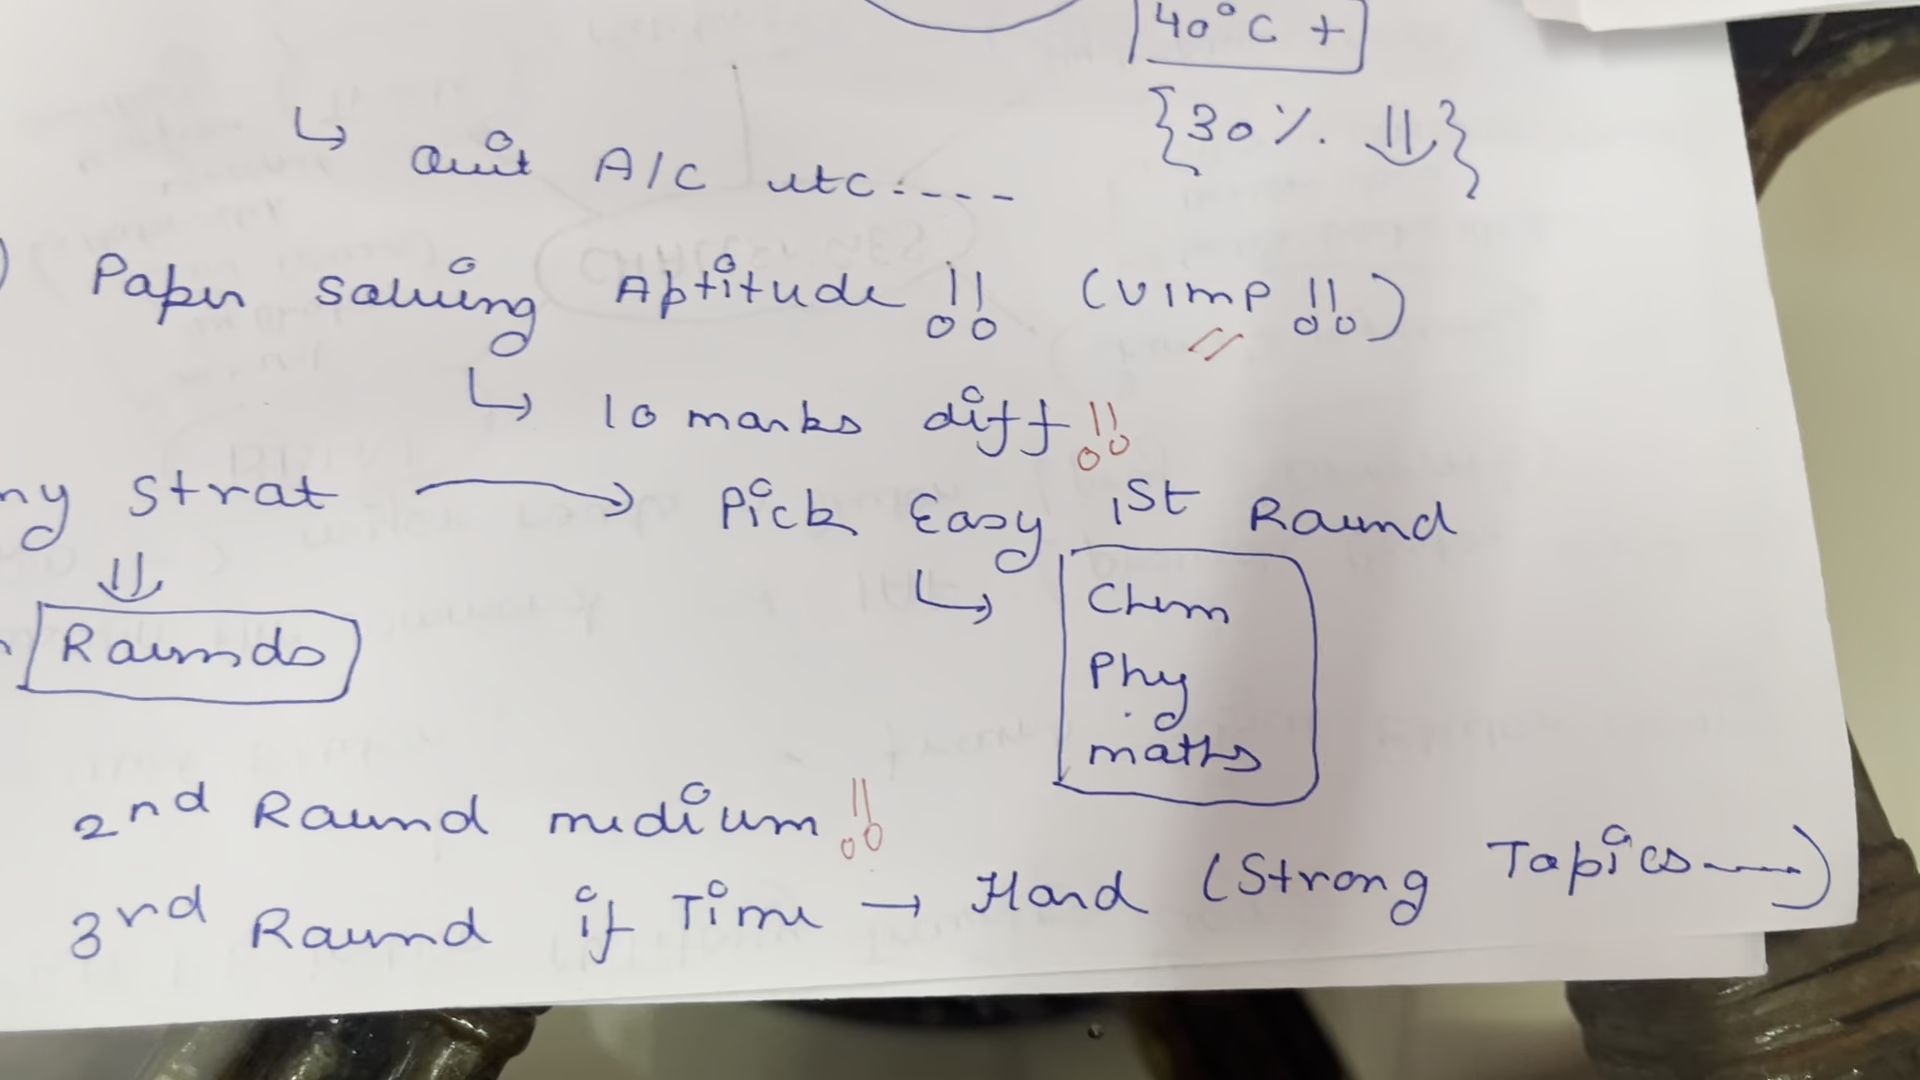 40°C +
{30%. ⇓}
↳ quit A/C etc.----
) Paper solving Aptitude !! (VIMP !!)
↳ 10 marks diff !!
my strat → Pick Easy 1st Round
⇓ ↳ Chem
Rounds Phy
maths
2nd Round medium !!
3rd Round if Time → Hard (Strong Topics----)